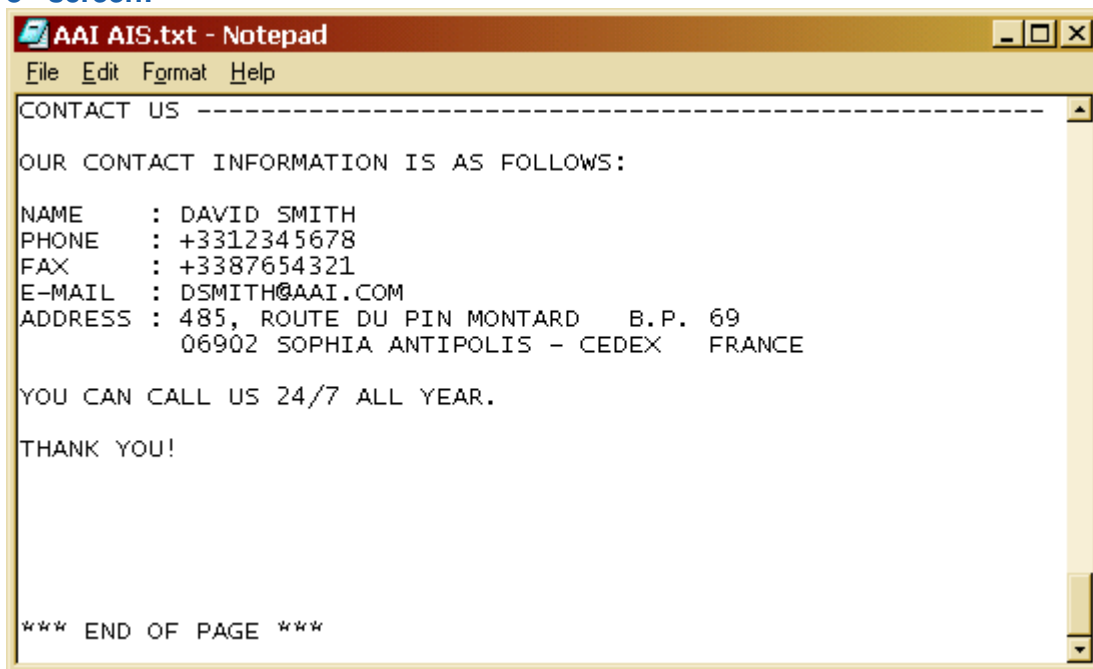 AAI AIS.txt - Notepad
File Edit Format Help
CONTACT US -----------------------------------------------------
OUR CONTACT INFORMATION IS AS FOLLOWS:
NAME : DAVID SMITH
PHONE : +3312345678
FAX : +3387654321
E-MAIL : DSMITH@AAI.COM
ADDRESS : 485, ROUTE DU PIN MONTARD B.P. 69
06902 SOPHIA ANTIPOLIS - CEDEX FRANCE
YOU CAN CALL US 24/7 ALL YEAR.
THANK YOU!
*** END OF PAGE ***